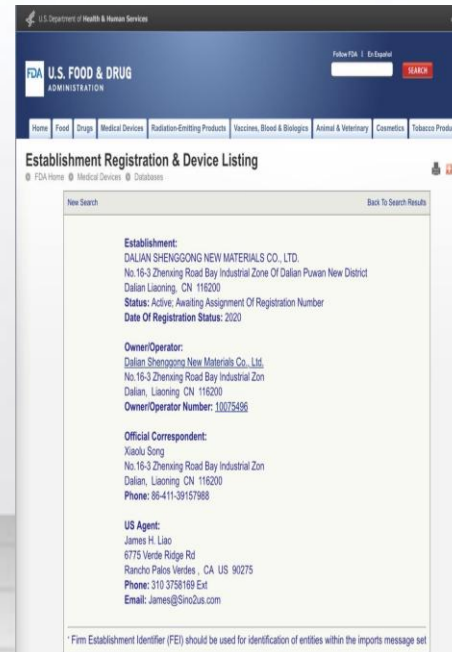 U.S. Department of Health & Human Services
Follow FDA | En Español
FDA U.S. FOOD & DRUG
ADMINISTRATION
SEARCH
Home Food Drugs Medical Devices Radiation-Emitting Products Vaccines, Blood & Biologics Animal & Veterinary Cosmetics Tobacco Produ
Establishment Registration & Device Listing
FDA Home Medical Devices Databases
New Search Back To Search Results
Establishment:
DALIAN SHENGGONG NEW MATERIALS CO., LTD.
No.16-3 Zhenxing Road Bay Industrial Zone Of Dalian Puwan New District
Dalian Liaoning, CN 116200
Status: Active; Awaiting Assignment Of Registration Number
Date Of Registration Status: 2020
Owner/Operator:
Dalian Shenggong New Materials Co., Ltd.
No.16-3 Zhenxing Road Bay Industrial Zon
Dalian, Liaoning CN 116200
Owner/Operator Number: 10075496
Official Correspondent:
Xiaolu Song
No.16-3 Zhenxing Road Bay Industrial Zon
Dalian, Liaoning CN 116200
Phone: 86-411-39157988
US Agent:
James H. Liao
6775 Verde Ridge Rd
Rancho Palos Verdes , CA US 90275
Phone: 310 3758169 Ext
Email: James@Sino2us.com
* Firm Establishment Identifier (FEI) should be used for identification of entities within the imports message set